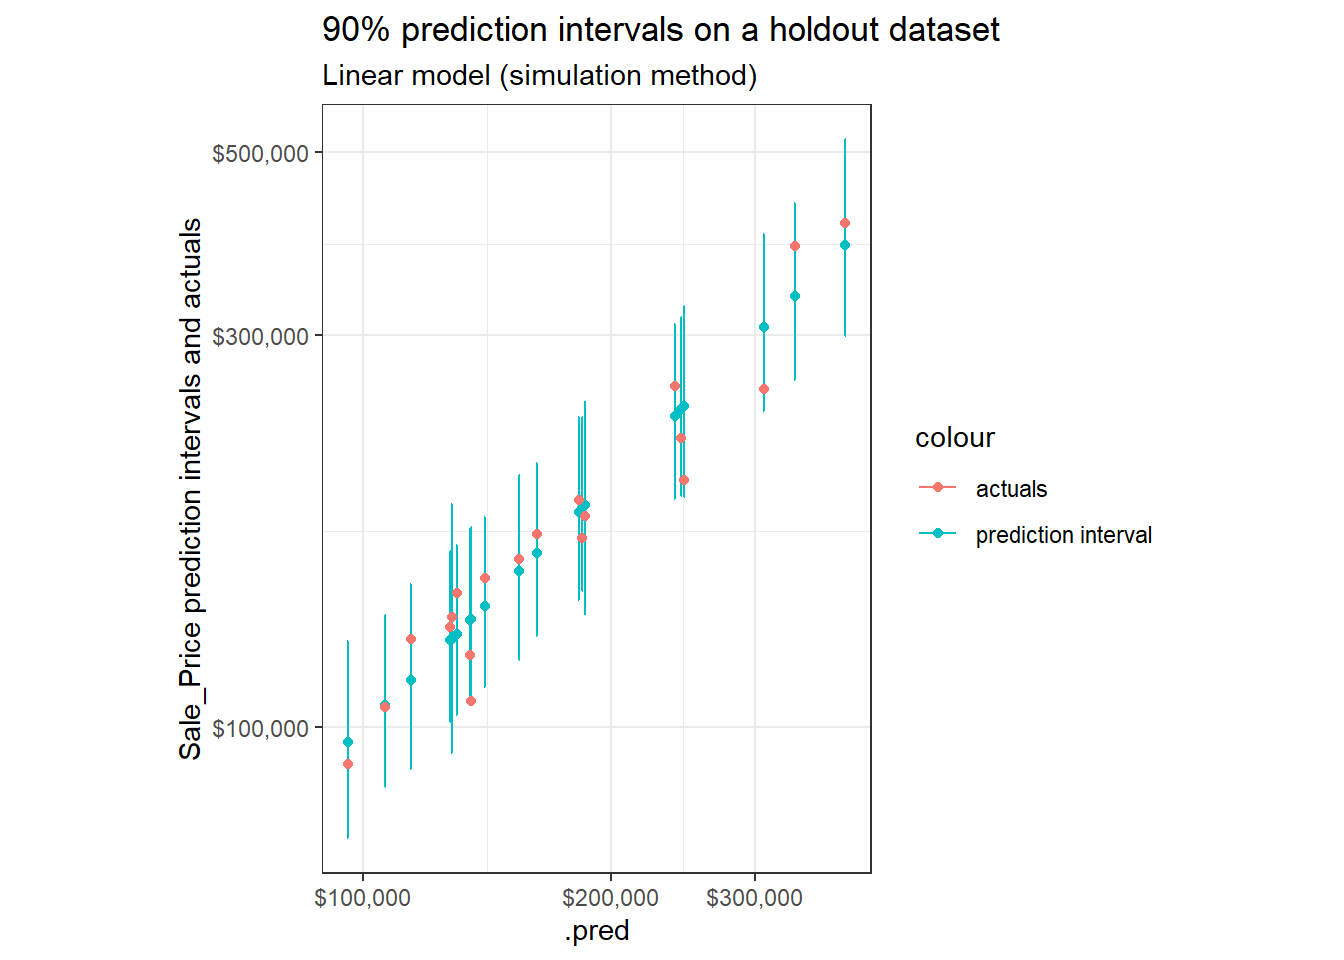 90% prediction intervals on a holdout dataset
Linear model (simulation method)
Sale_Price prediction intervals and actuals
$500,000
$300,000
$100,000
$100,000
$200,000
$300,000
.pred
colour
actuals
prediction interval